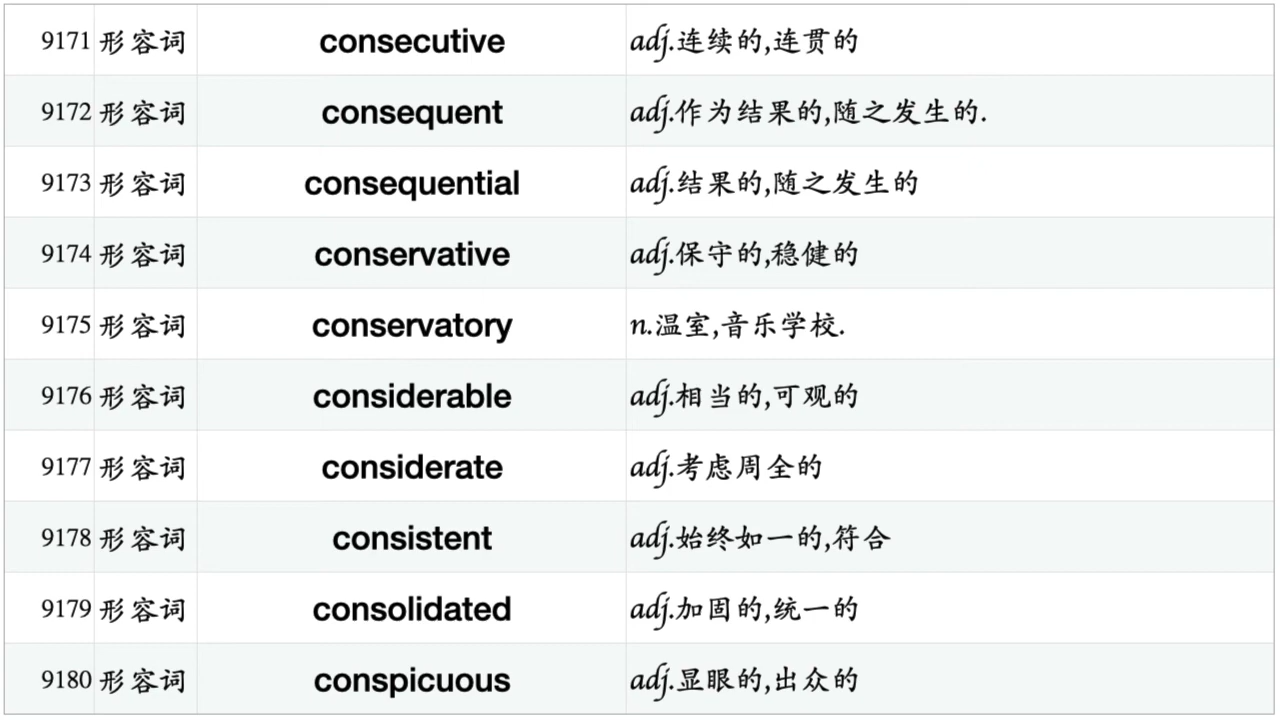 9171 形容词 consecutive adj.连续的,连贯的
9172 形容词 consequent adj.作为结果的,随之发生的.
9173 形容词 consequential adj.结果的,随之发生的
9174 形容词 conservative adj.保守的,稳健的
9175 形容词 conservatory n.温室,音乐学校.
9176 形容词 considerable adj.相当的,可观的
9177 形容词 considerate adj.考虑周全的
9178 形容词 consistent adj.始终如一的,符合
9179 形容词 consolidated adj.加固的,统一的
9180 形容词 conspicuous adj.显眼的,出众的